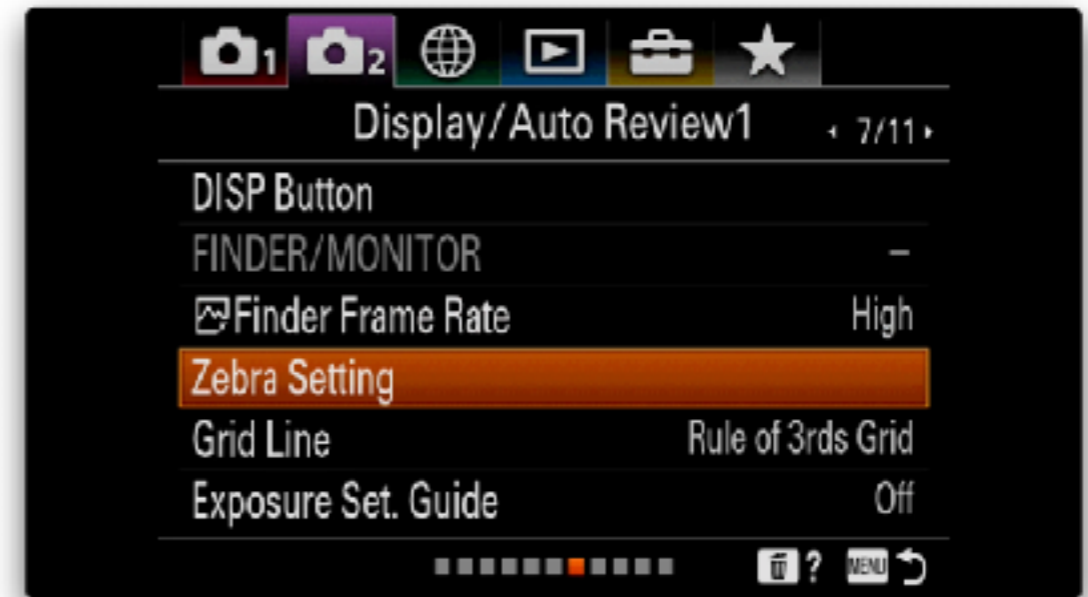 1 2
Display/Auto Review1 7/11
DISP Button
FINDER/MONITOR –
Finder Frame Rate High
Zebra Setting
Grid Line Rule of 3rds Grid
Exposure Set. Guide Off
? MENU